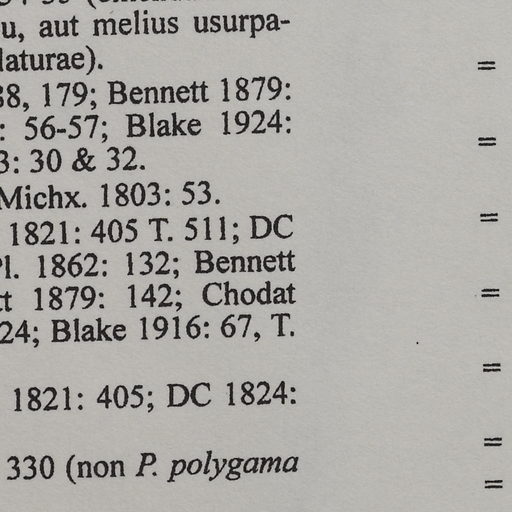 u, aut melius usurpa-
laturae).
38, 179; Bennett 1879:
: 56-57; Blake 1924:
3: 30 & 32.
Michx. 1803: 53.
1821: 405 T. 511; DC
Pl. 1862: 132; Bennett
tt 1879: 142; Chodat
24; Blake 1916: 67, T.
1821: 405; DC 1824:
330 (non P. polygama
=
=
=
=
=
=
=